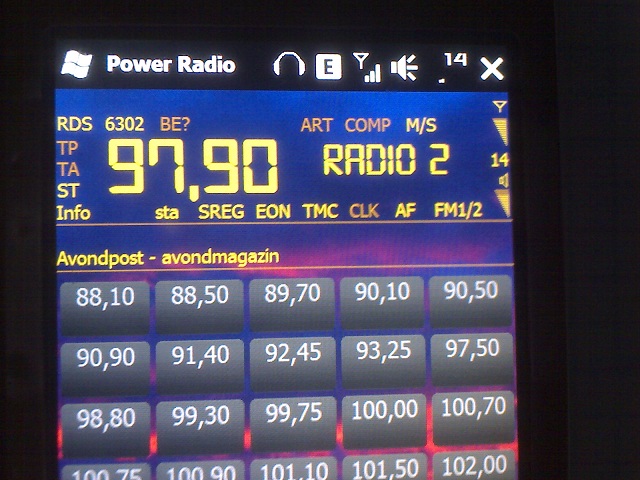 Power Radio E 14
RDS 6302 BE? ART COMP M/S
TP
TA
97,90 RADIO 2
ST
14
Info sta SREG EON TMC CLK AF FM1/2
Avondpost - avondmagazin
88,10 88,50 89,70 90,10 90,50
90,90 91,40 92,45 93,25 97,50
98,80 99,30 99,75 100,00 100,70
100,75 100,90 101,10 101,50 102,00